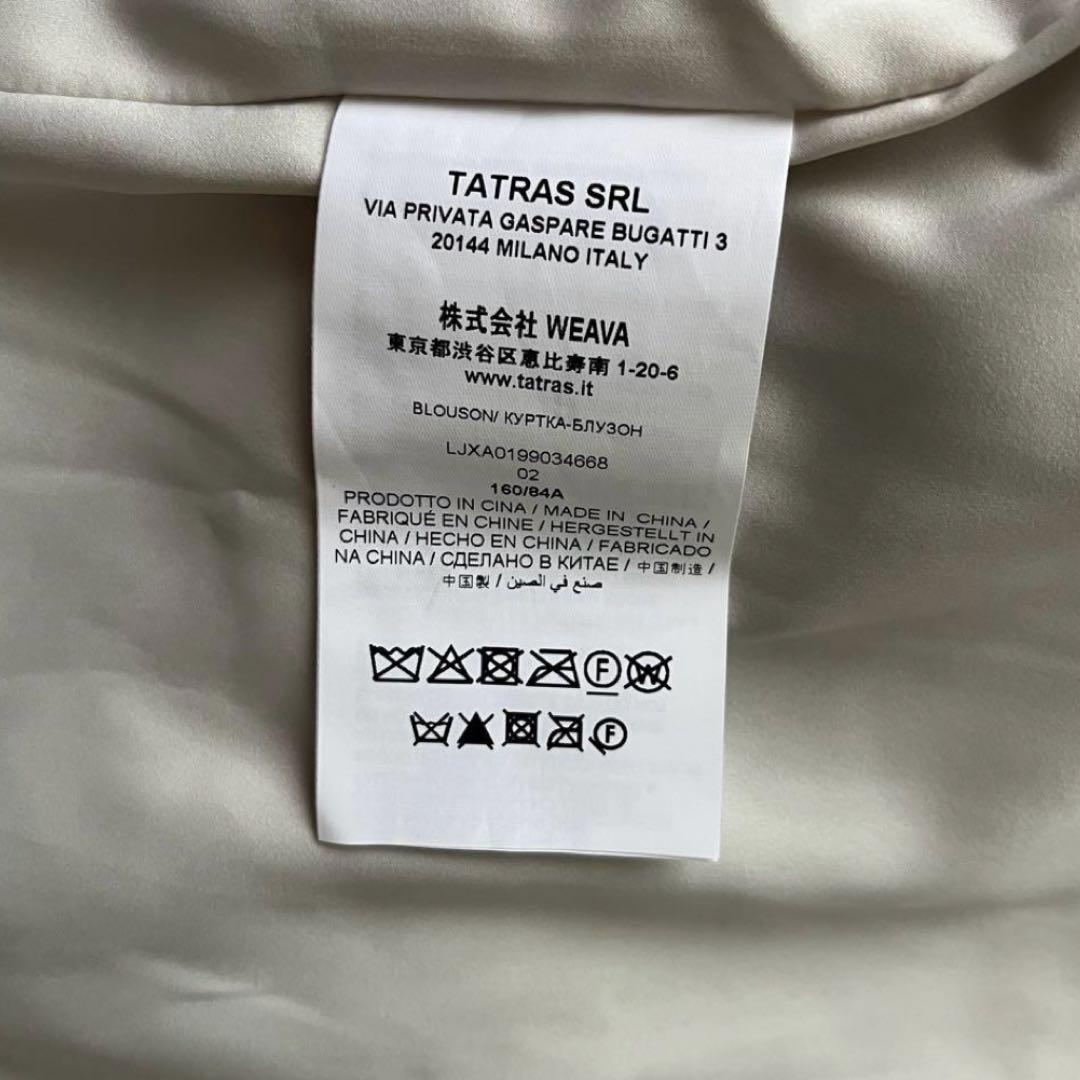 TATRAS SRL
VIA PRIVATA GASPARE BUGATTI 3
20144 MILANO ITALY
株式会社 WEAVA
東京都渋谷区恵比寿南 1-20-6
www.tatras.it
BLOUSON/ КУРТКА-БЛУЗОН
LJXA0199034668
02
160/84A
PRODOTTO IN CINA / MADE IN CHINA /
FABRIQUÉ EN CHINE / HERGESTELLT IN
CHINA / HECHO EN CHINA / FABRICADO
NA CHINA / СДЕЛАНО В КИТАЕ / 中国制造 /
中国製 / صنع في الصين
F W
F